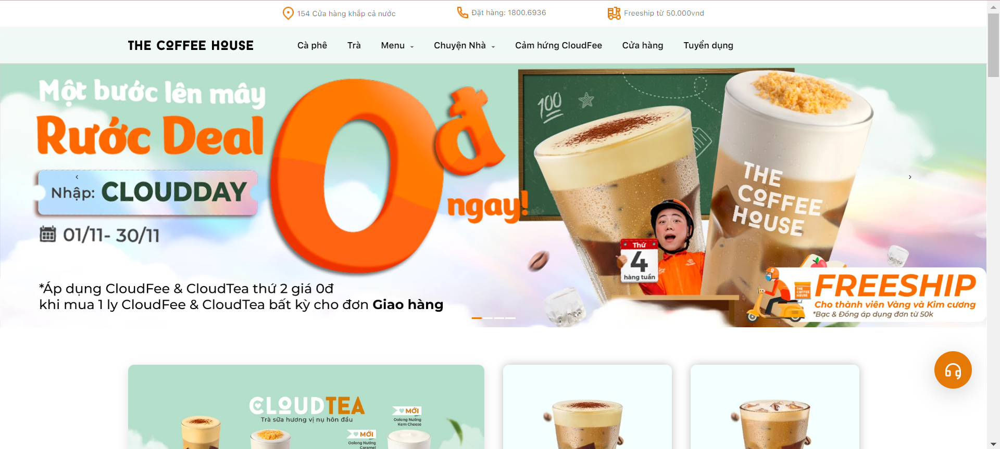 154 Cửa hàng khắp cả nước
Đặt hàng: 1800.6936
Freeship từ 50.000vnd
THE COFFEE HOUSE
Cà phê
Trà
Menu
Chuyện Nhà
Cảm hứng CloudFee
Cửa hàng
Tuyển dụng
Một bước lên mây
Rước Deal
0đ
ngay!
Nhập: CLOUDDAY
01/11- 30/11
*Áp dụng CloudFee & CloudTea thứ 2 giá 0đ
khi mua 1 ly CloudFee & CloudTea bất kỳ cho đơn Giao hàng
100
THE
COFFEE
HOUSE
Thứ
4
hàng tuần
THE
COFFEE
HOUSE
FREESHIP
Cho thành viên Vàng và Kim cương
*Bạc & Đồng áp dụng đơn từ 50k
CLOUDTEA
Trà sữa hương vị nụ hôn đầu
MỚI
Oolong Nướng
Kem Cheese
MỚI
Oolong Nướng
Caramel